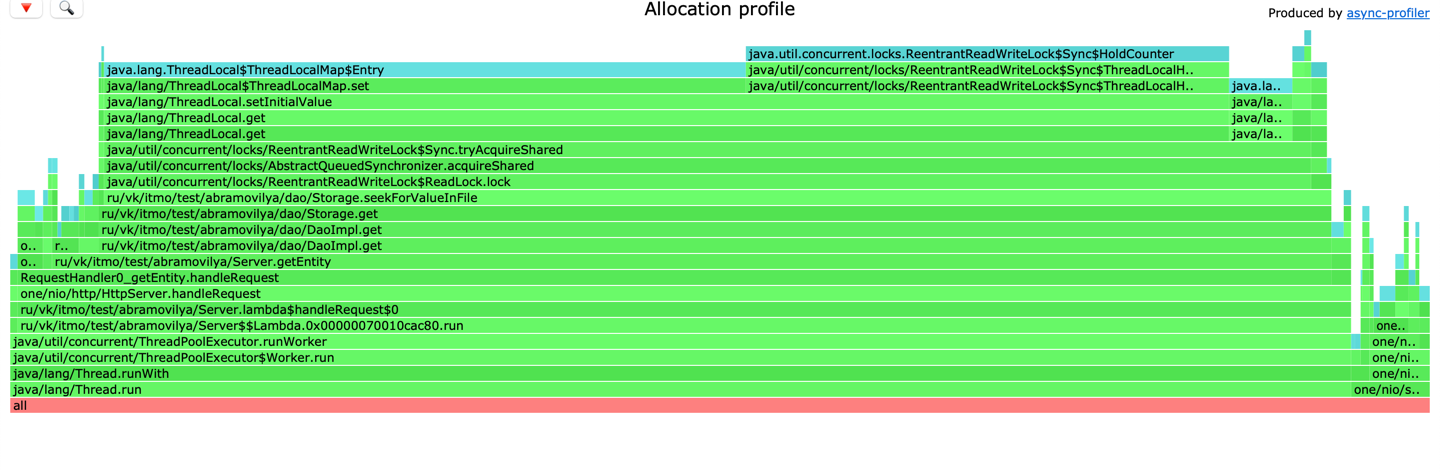 Allocation profile
Produced by async-profiler
java.util.concurrent.locks.ReentrantReadWriteLock$Sync$HoldCounter
java.lang.ThreadLocal$ThreadLocalMap$Entry
java/util/concurrent/locks/ReentrantReadWriteLock$Sync$ThreadLocalH..
java/lang/ThreadLocal$ThreadLocalMap.set
java/util/concurrent/locks/ReentrantReadWriteLock$Sync$ThreadLocalH..
java.la..
java/lang/ThreadLocal.setInitialValue
java/la..
java/lang/ThreadLocal.get
java/la..
java/lang/ThreadLocal.get
java/la..
java/util/concurrent/locks/ReentrantReadWriteLock$Sync.tryAcquireShared
java/util/concurrent/locks/AbstractQueuedSynchronizer.acquireShared
java/util/concurrent/locks/ReentrantReadWriteLock$ReadLock.lock
ru/vk/itmo/test/abramovilya/dao/Storage.seekForValueInFile
ru/vk/itmo/test/abramovilya/dao/Storage.get
ru/vk/itmo/test/abramovilya/dao/DaoImpl.get
o..
r..
ru/vk/itmo/test/abramovilya/dao/DaoImpl.get
o..
ru/vk/itmo/test/abramovilya/Server.getEntity
RequestHandler0_getEntity.handleRequest
one/nio/http/HttpServer.handleRequest
ru/vk/itmo/test/abramovilya/Server.lambda$handleRequest$0
ru/vk/itmo/test/abramovilya/Server$$Lambda.0x00000070010cac80.run
one..
java/util/concurrent/ThreadPoolExecutor.runWorker
one/n..
java/util/concurrent/ThreadPoolExecutor$Worker.run
one/ni..
java/lang/Thread.runWith
one/ni..
java/lang/Thread.run
one/nio/s..
all